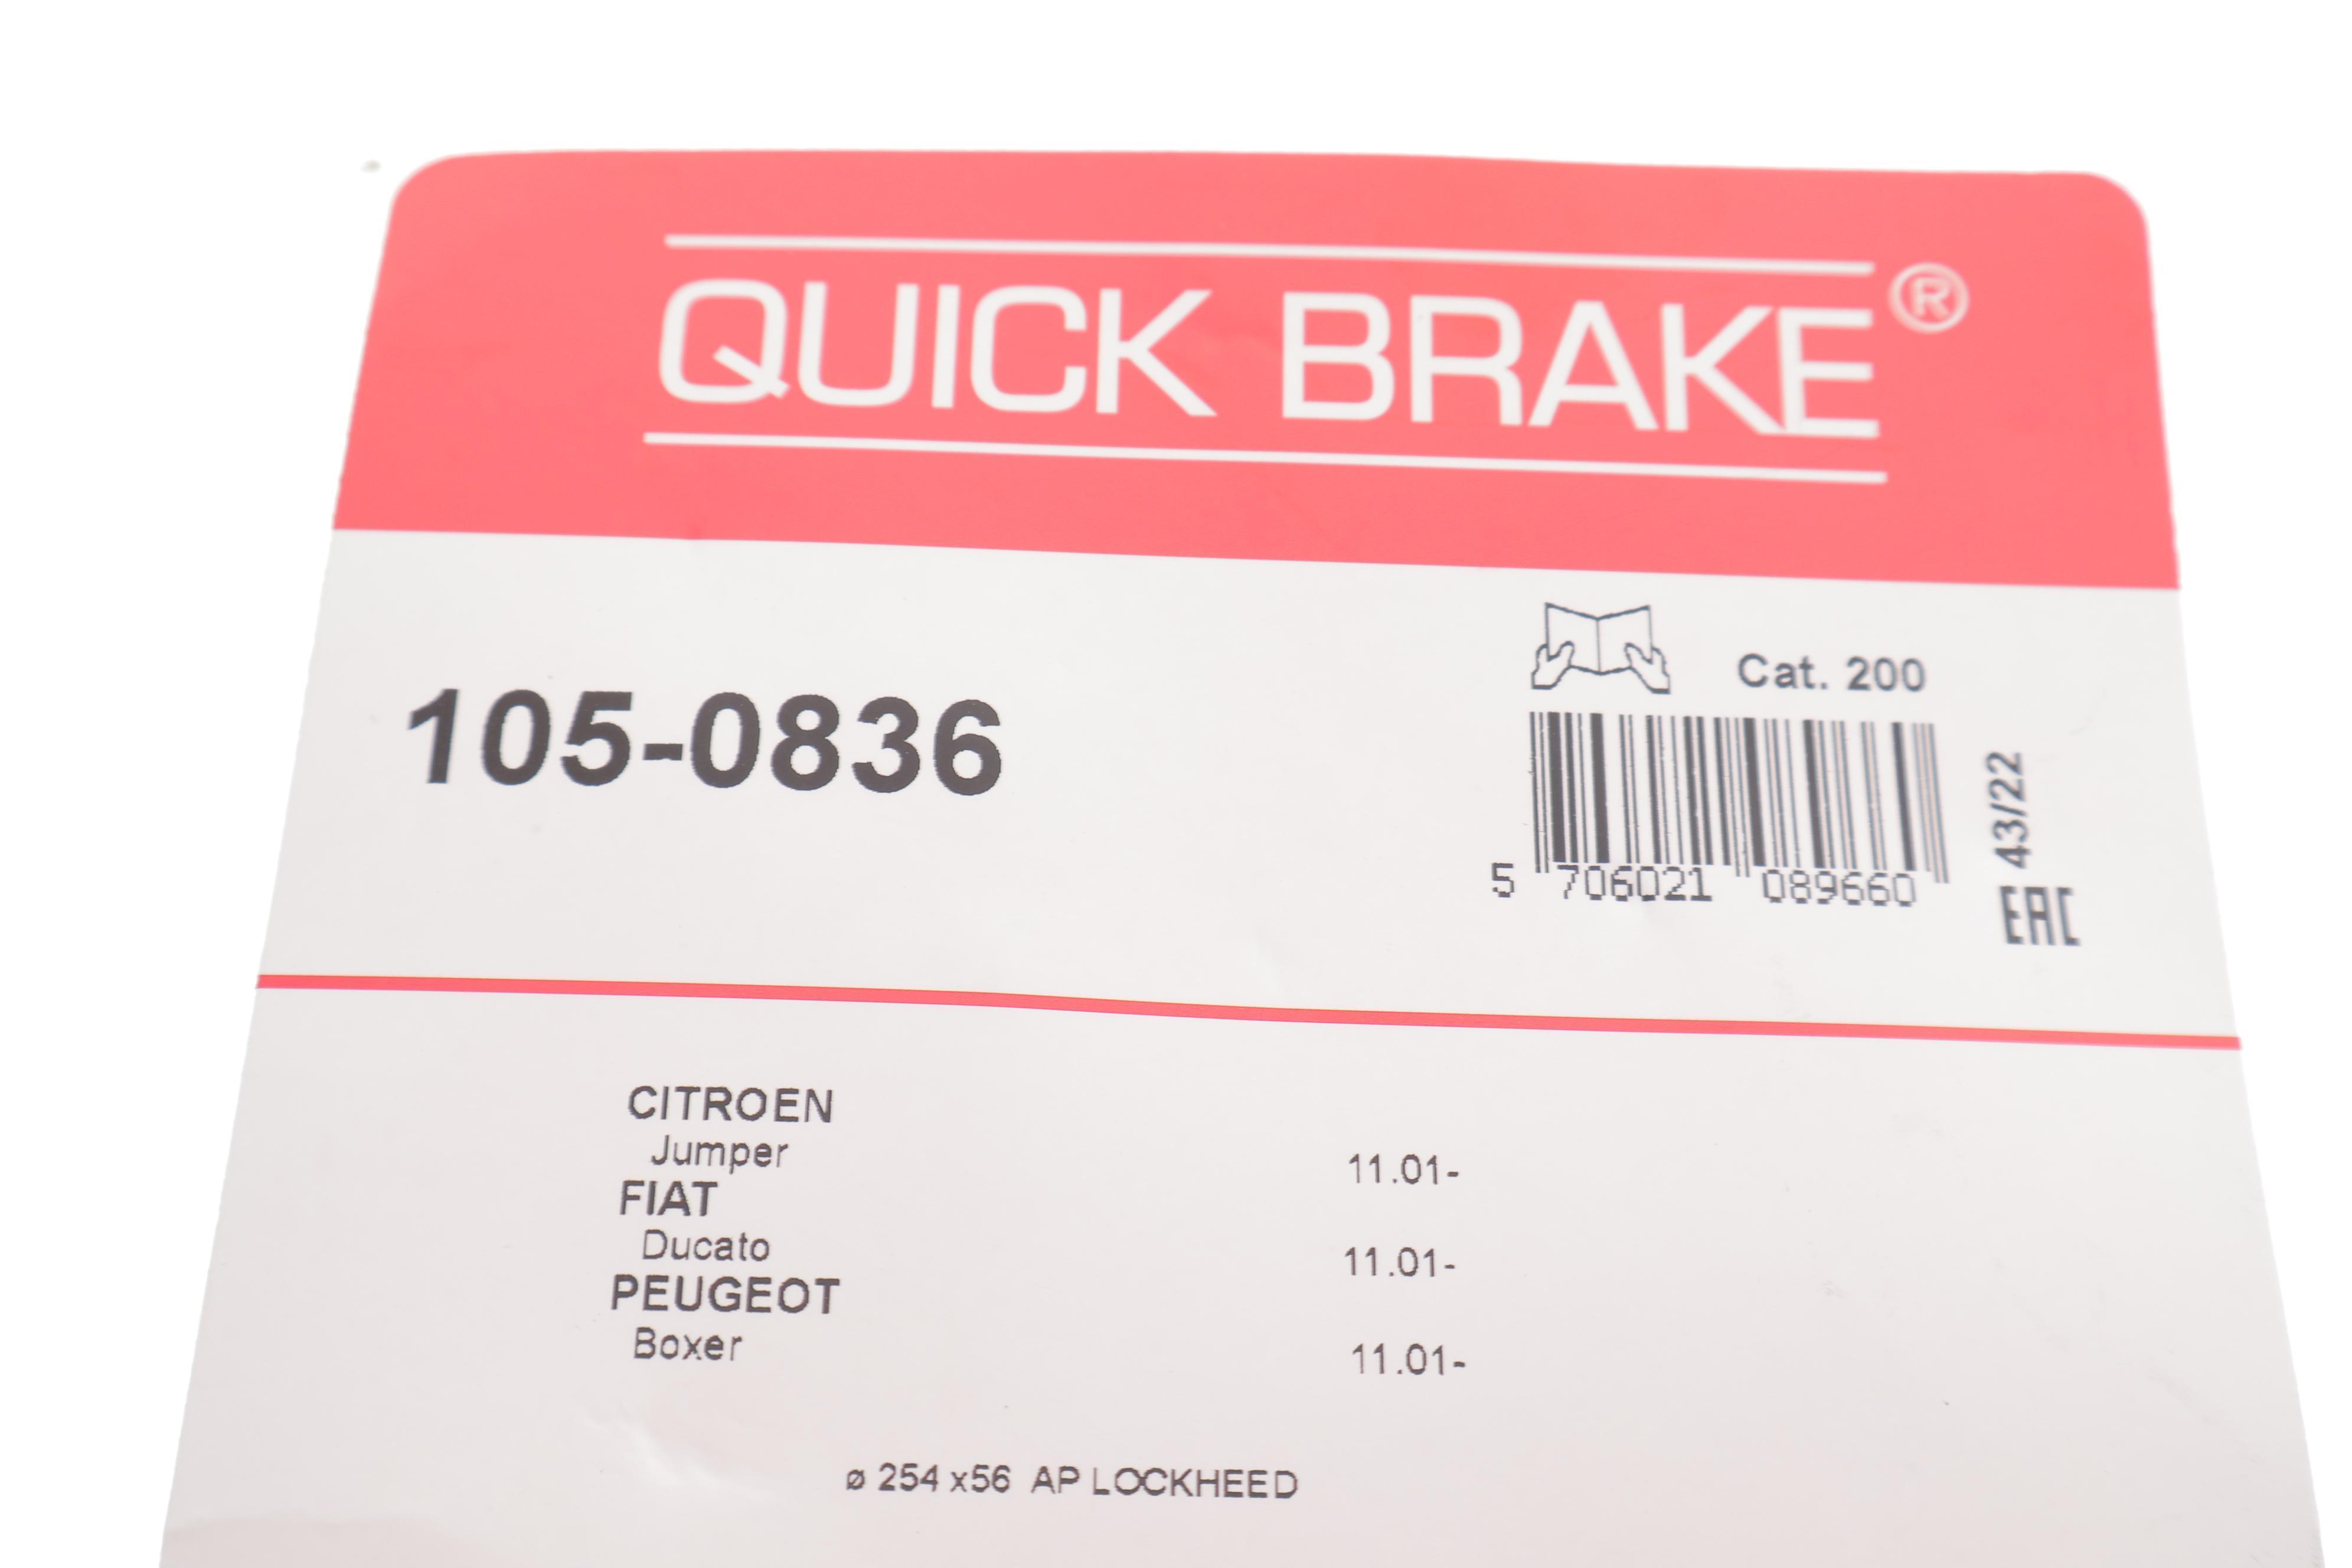 QUICK BRAKE®
Cat. 200
105-0836
43/22
5 706021 089660
EAC
CITROEN
Jumper 11.01-
FIAT
Ducato 11.01-
PEUGEOT
Boxer 11.01-
ø 254 x56 AP LOCKHEED